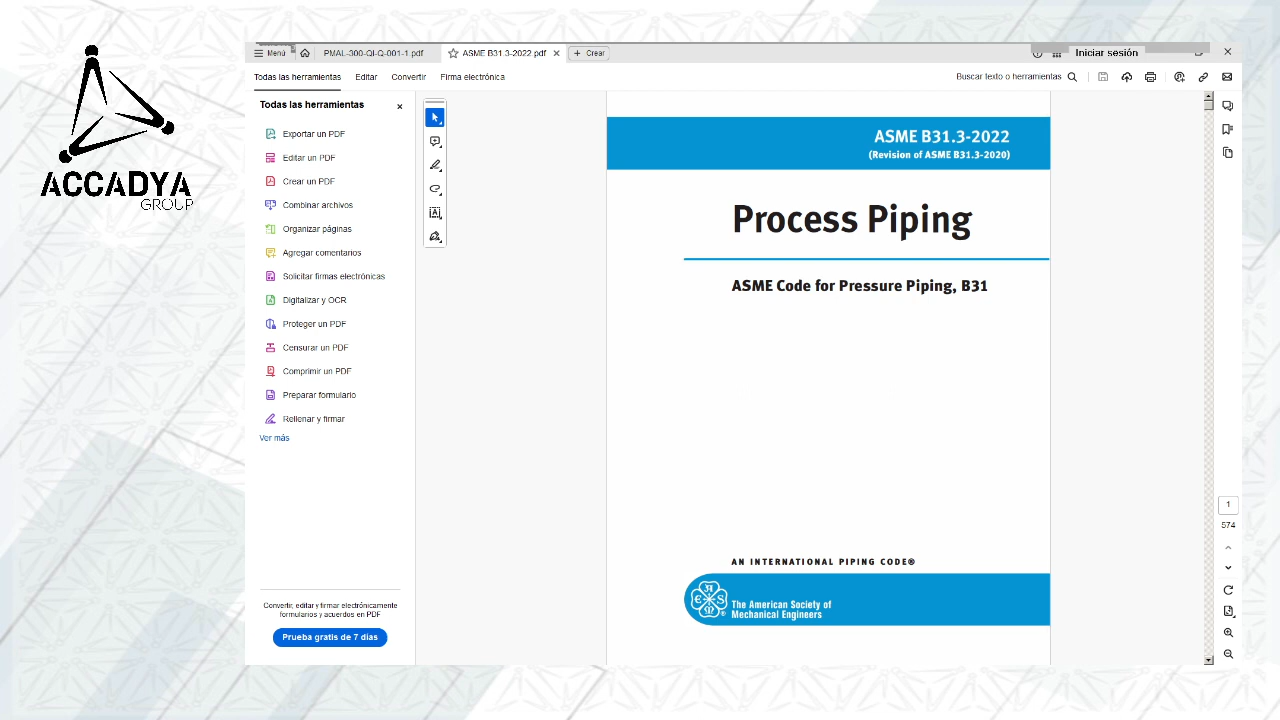 ACCADYA
GROUP
Menú
PMAL-300-QI-Q-001-1.pdf
ASME B31.3-2022.pdf
Crear
Iniciar sesión
Todas las herramientas
Editar
Convertir
Firma electrónica
Buscar texto o herramientas
Todas las herramientas
Exportar un PDF
Editar un PDF
Crear un PDF
Combinar archivos
Organizar páginas
Agregar comentarios
Solicitar firmas electrónicas
Digitalizar y OCR
Proteger un PDF
Censurar un PDF
Comprimir un PDF
Preparar formulario
Rellenar y firmar
Ver más
Convertir, editar y firmar electrónicamente
formularios y acuerdos en PDF
Prueba gratis de 7 días
ASME B31.3-2022
(Revision of ASME B31.3-2020)
Process Piping
ASME Code for Pressure Piping, B31
AN INTERNATIONAL PIPING CODE®
The American Society of
Mechanical Engineers
1
574